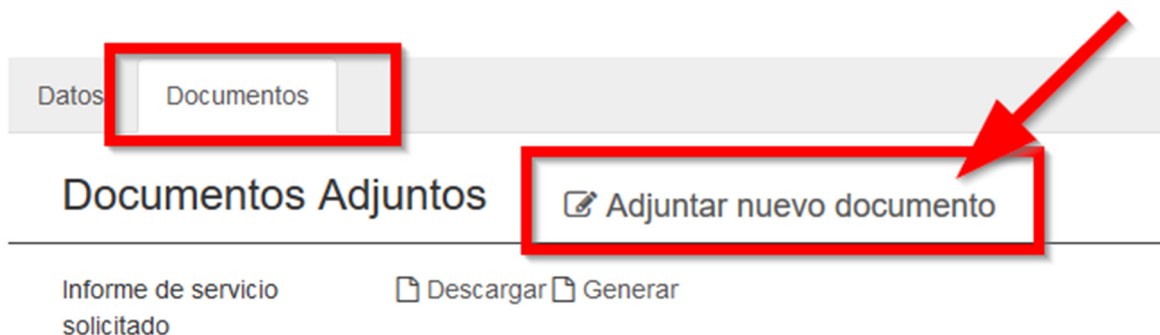 Datos Documentos
Documentos Adjuntos Adjuntar nuevo documento
Informe de servicio Descargar Generar
solicitado